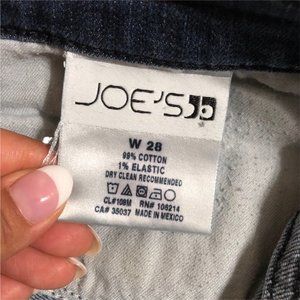 JOE'S
W 28
99% COTTON
1% ELASTIC
DRY CLEAN RECOMMENDED
CL#108M RN# 106214
CA# 35037 MADE IN MEXICO